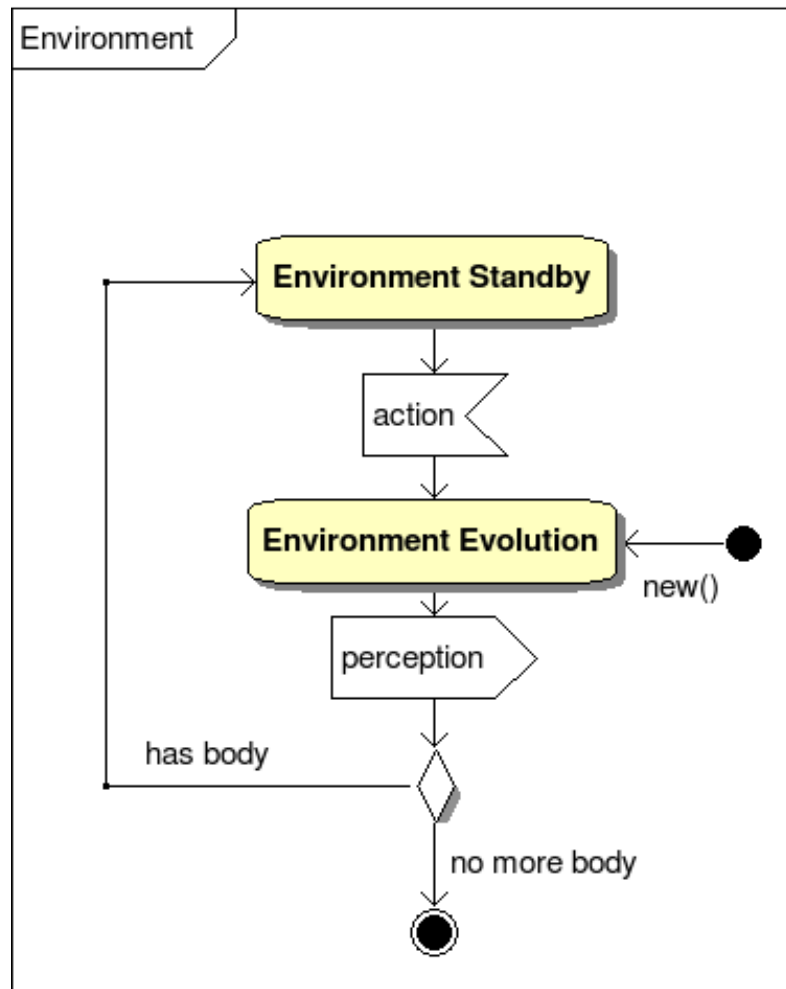 Environment
Environment Standby
action
Environment Evolution
new()
perception
has body
no more body